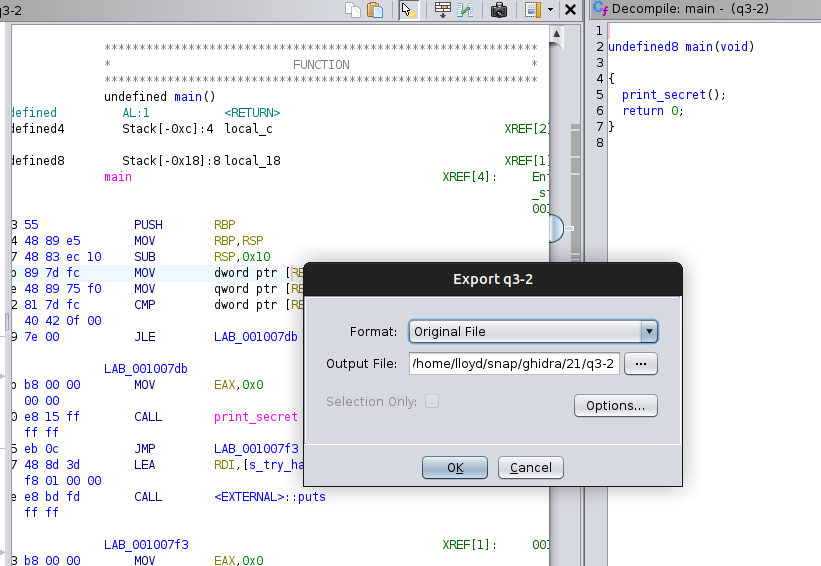 q3-2
Decompile: main - (q3-2)
******************************************************************
* FUNCTION *
******************************************************************
undefined main()
defined AL:1 <RETURN>
defined4 Stack[-0xc]:4 local_c XREF[2]
defined8 Stack[-0x18]:8 local_18 XREF[1]
main XREF[4]: En
_s
001
3 55 PUSH RBP
4 48 89 e5 MOV RBP,RSP
7 48 83 ec 10 SUB RSP,0x10
89 7d fc MOV dword ptr [RB
e 48 89 75 f0 MOV qword ptr [RB
2 81 7d fc CMP dword ptr [RB
40 42 0f 00
9 7e 00 JLE LAB_001007db
LAB_001007db
b8 00 00 MOV EAX,0x0
00 00
0 e8 15 ff CALL print_secret
ff ff
5 eb 0c JMP LAB_001007f3
7 48 8d 3d LEA RDI,[s_try_ha
f8 01 00 00
e e8 bd fd CALL <EXTERNAL>::puts
ff ff
LAB_001007f3 XREF[1]: 001
3 b8 00 00 MOV EAX,0x0
1
2 undefined8 main(void)
3
4 {
5 print_secret();
6 return 0;
7 }
8
Export q3-2
Format: Original File
Output File: /home/lloyd/snap/ghidra/21/q3-2 ...
Selection Only: Options...
OK Cancel